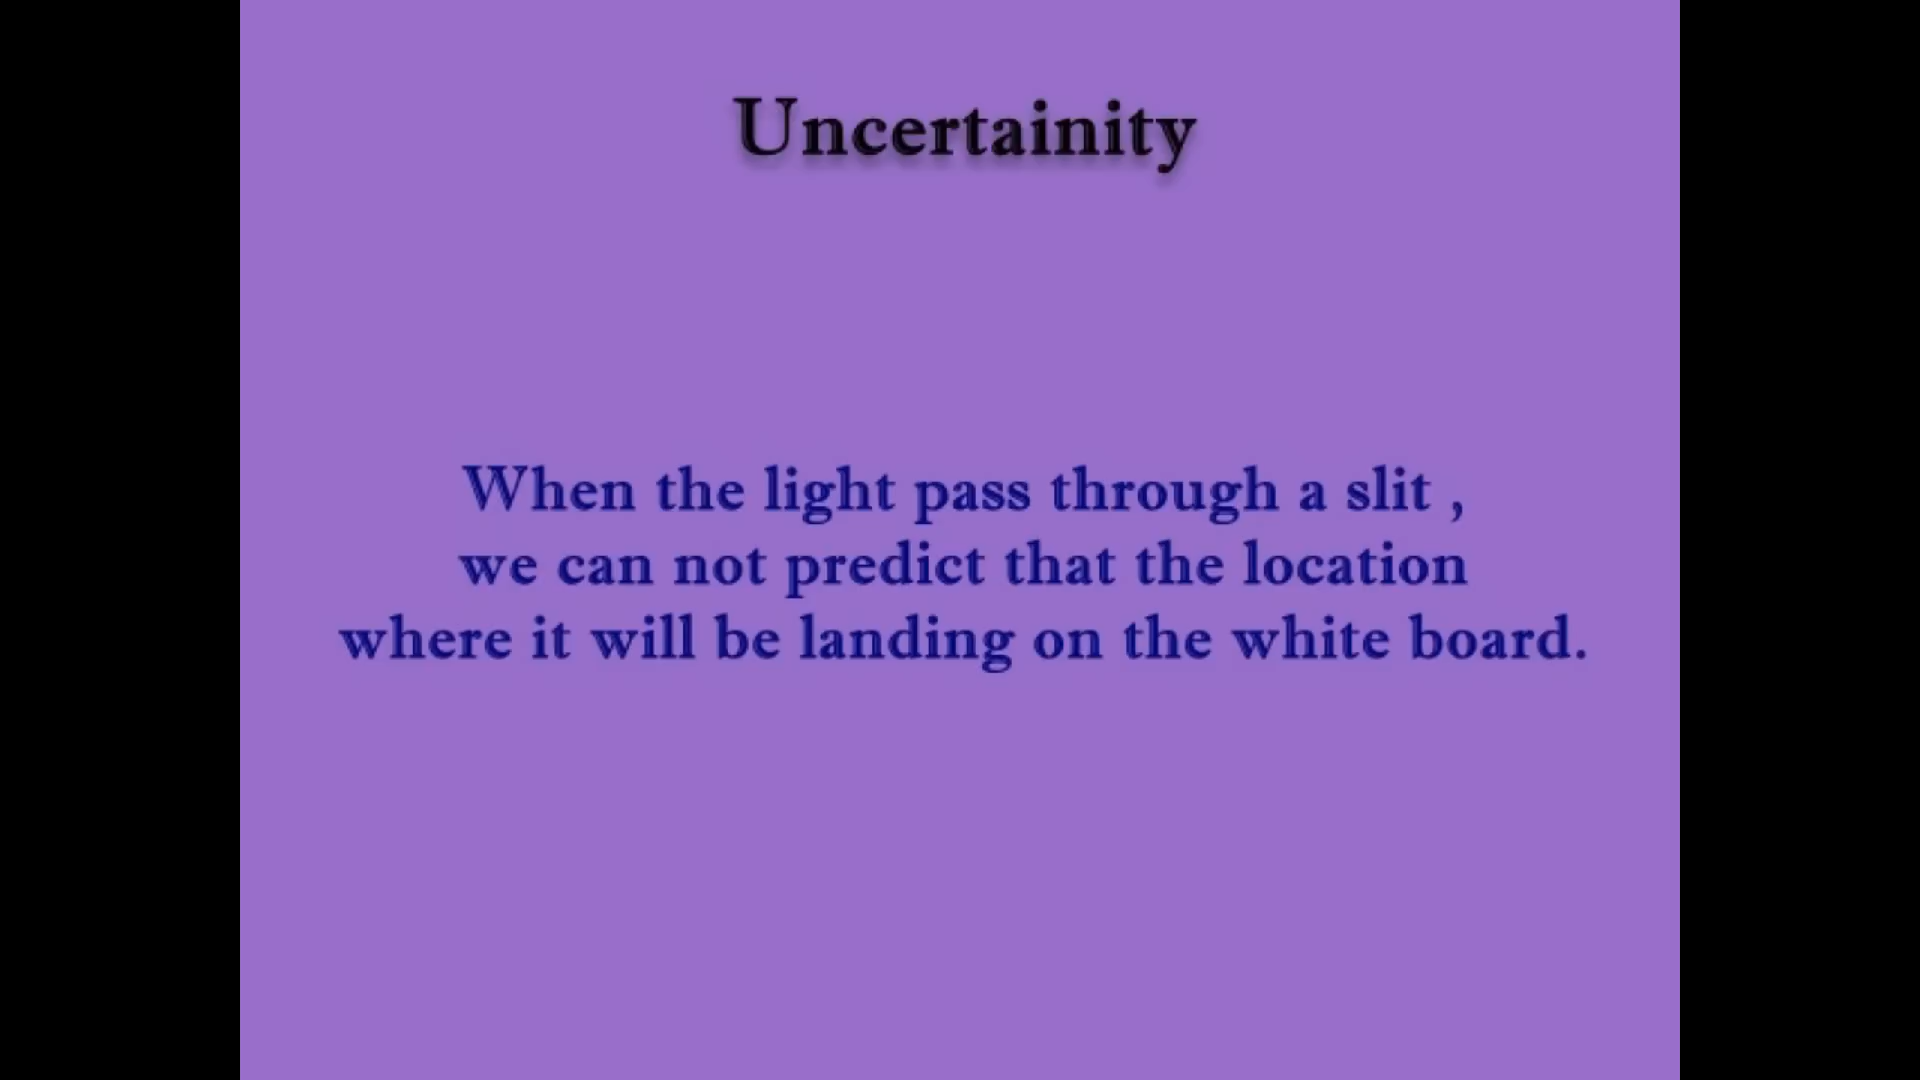 Uncertainity
When the light pass through a slit ,
we can not predict that the location
where it will be landing on the white board.